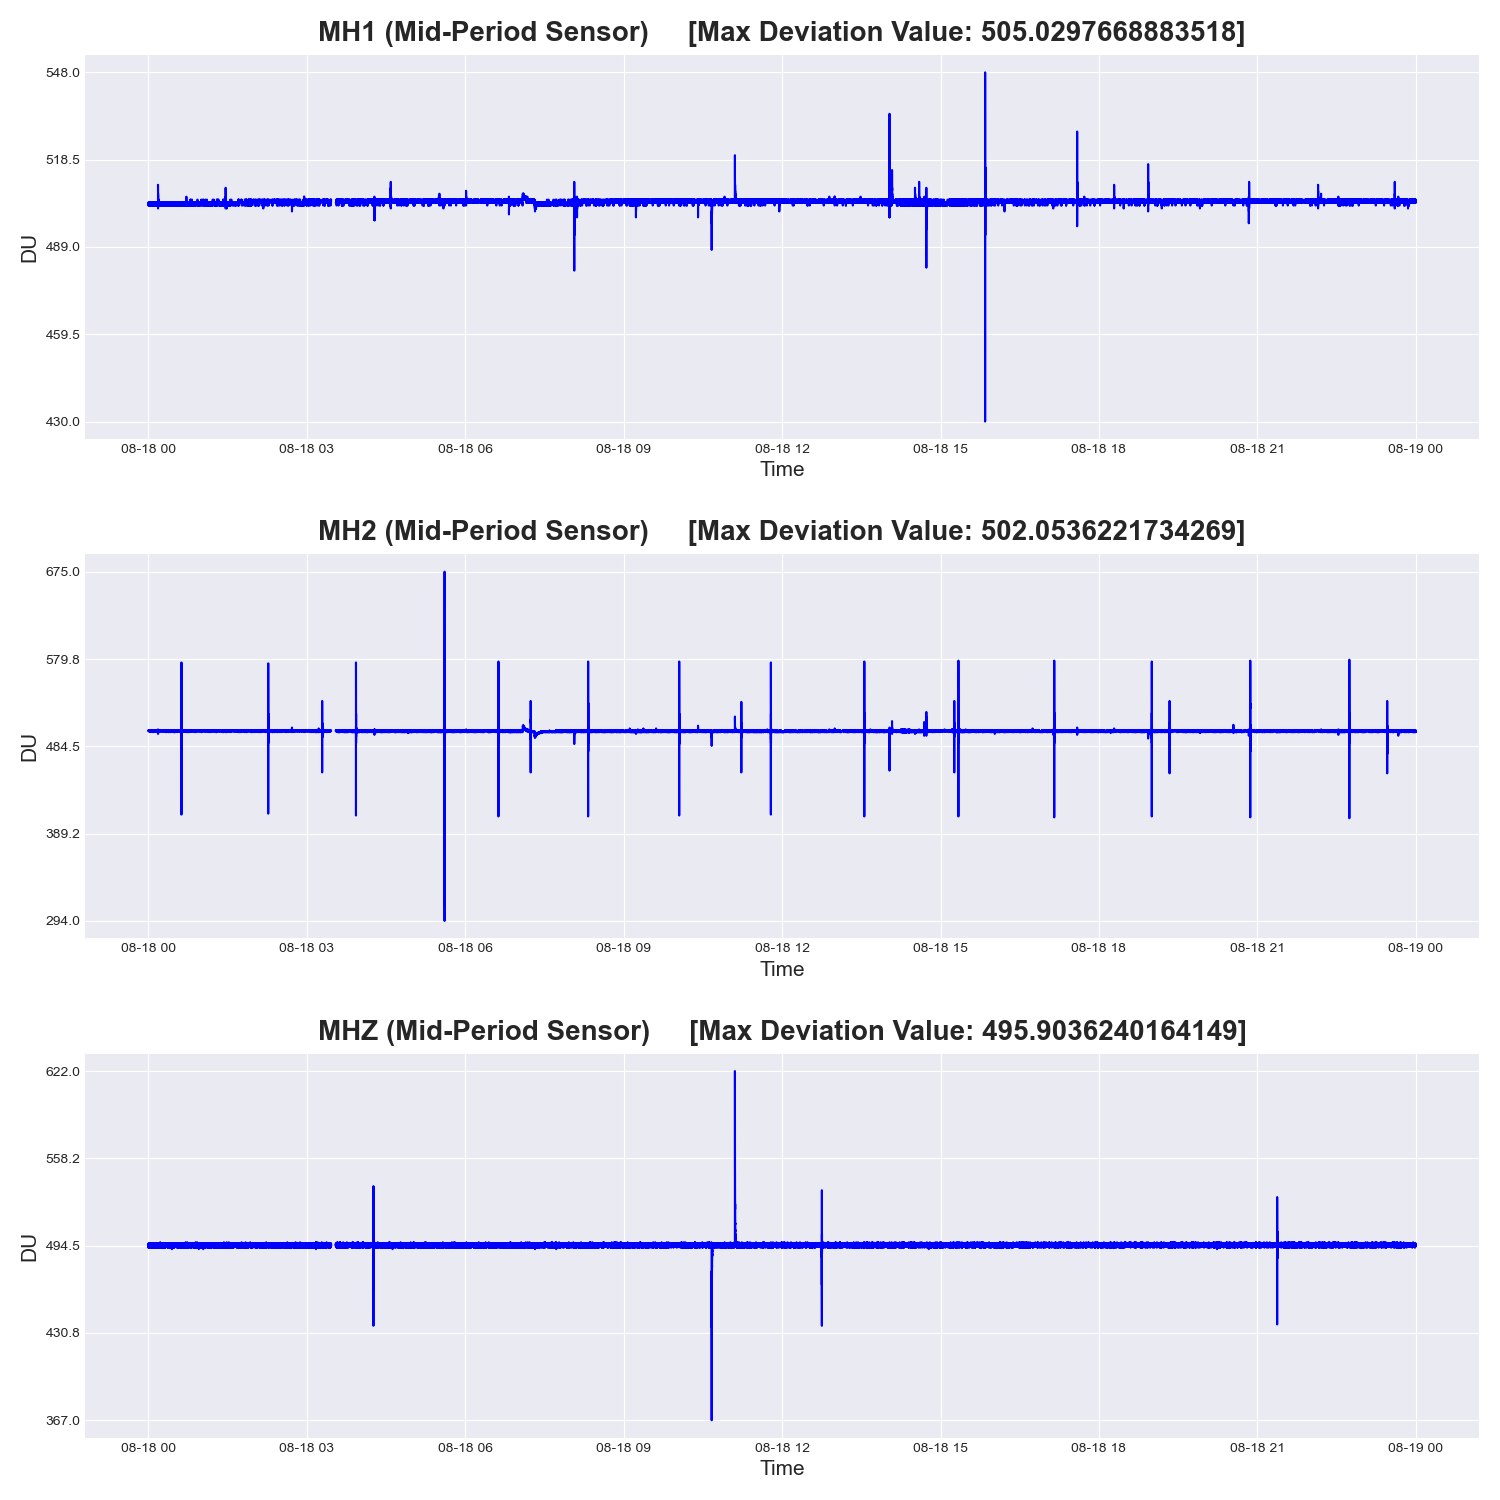 MH1 (Mid-Period Sensor) [Max Deviation Value: 505.0297668883518]
548.0
518.5
489.0
459.5
430.0
DU
08-18 00 08-18 03 08-18 06 08-18 09 08-18 12 08-18 15 08-18 18 08-18 21 08-19 00
Time
MH2 (Mid-Period Sensor) [Max Deviation Value: 502.0536221734269]
675.0
579.8
484.5
389.2
294.0
DU
08-18 00 08-18 03 08-18 06 08-18 09 08-18 12 08-18 15 08-18 18 08-18 21 08-19 00
Time
MHZ (Mid-Period Sensor) [Max Deviation Value: 495.9036240164149]
622.0
558.2
494.5
430.8
367.0
DU
08-18 00 08-18 03 08-18 06 08-18 09 08-18 12 08-18 15 08-18 18 08-18 21 08-19 00
Time